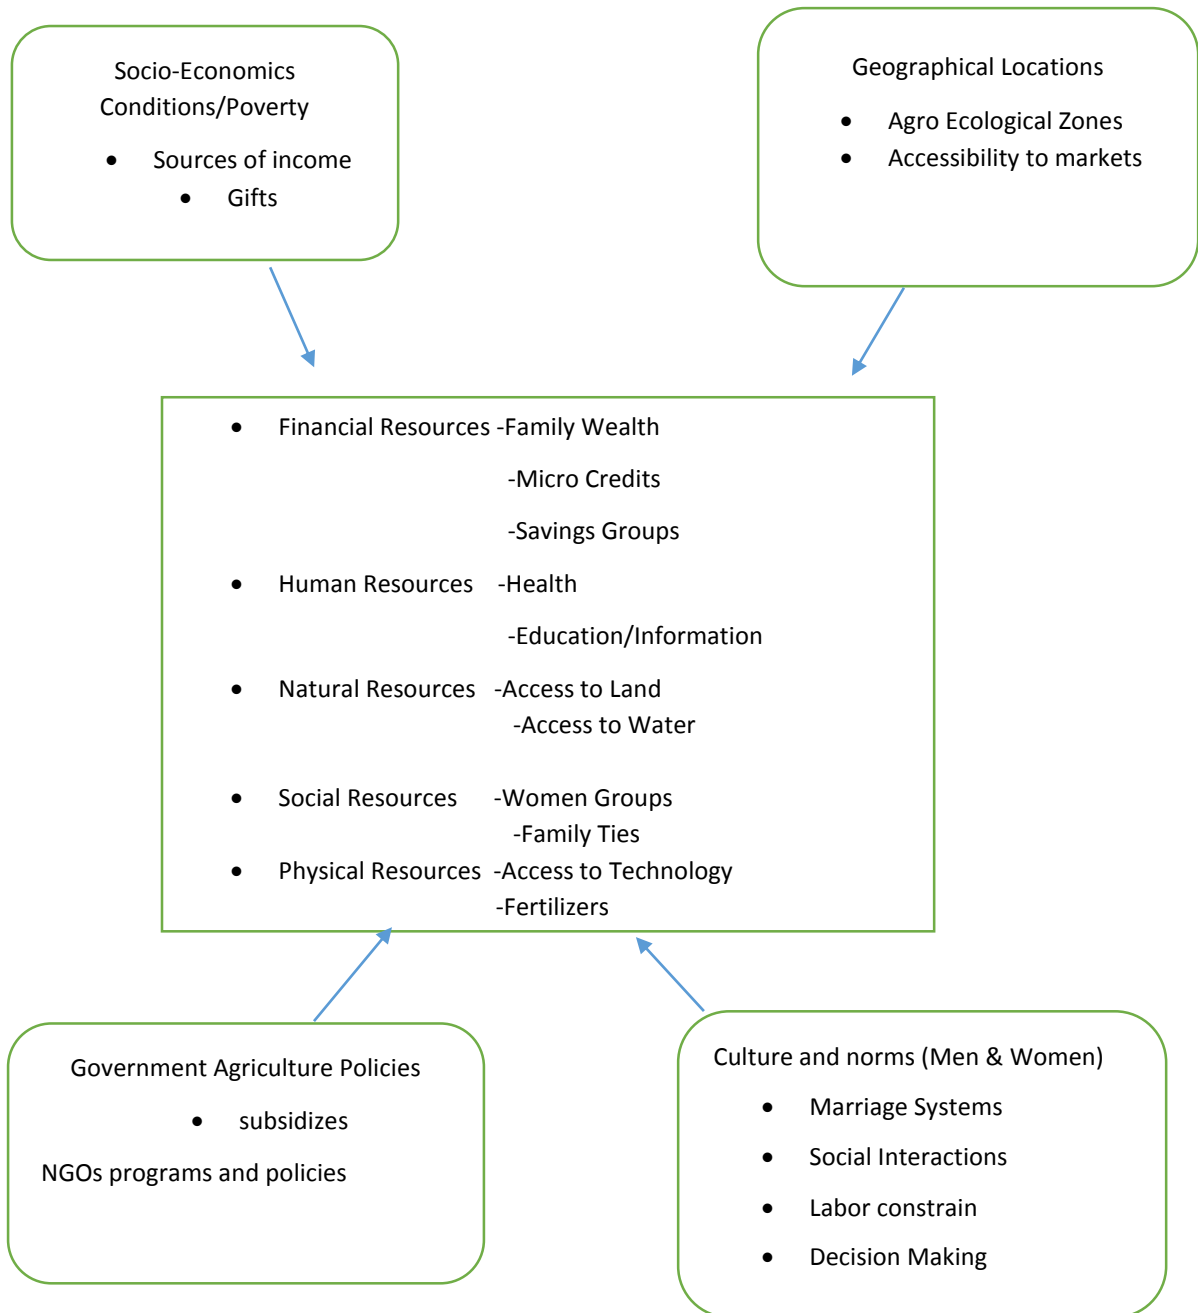 Socio-Economics
Conditions/Poverty
• Sources of income
• Gifts
Geographical Locations
• Agro Ecological Zones
• Accessibility to markets
• Financial Resources -Family Wealth
-Micro Credits
-Savings Groups
• Human Resources -Health
-Education/Information
• Natural Resources -Access to Land
-Access to Water
• Social Resources -Women Groups
-Family Ties
• Physical Resources -Access to Technology
-Fertilizers
Government Agriculture Policies
• subsidizes
NGOs programs and policies
Culture and norms (Men & Women)
• Marriage Systems
• Social Interactions
• Labor constrain
• Decision Making